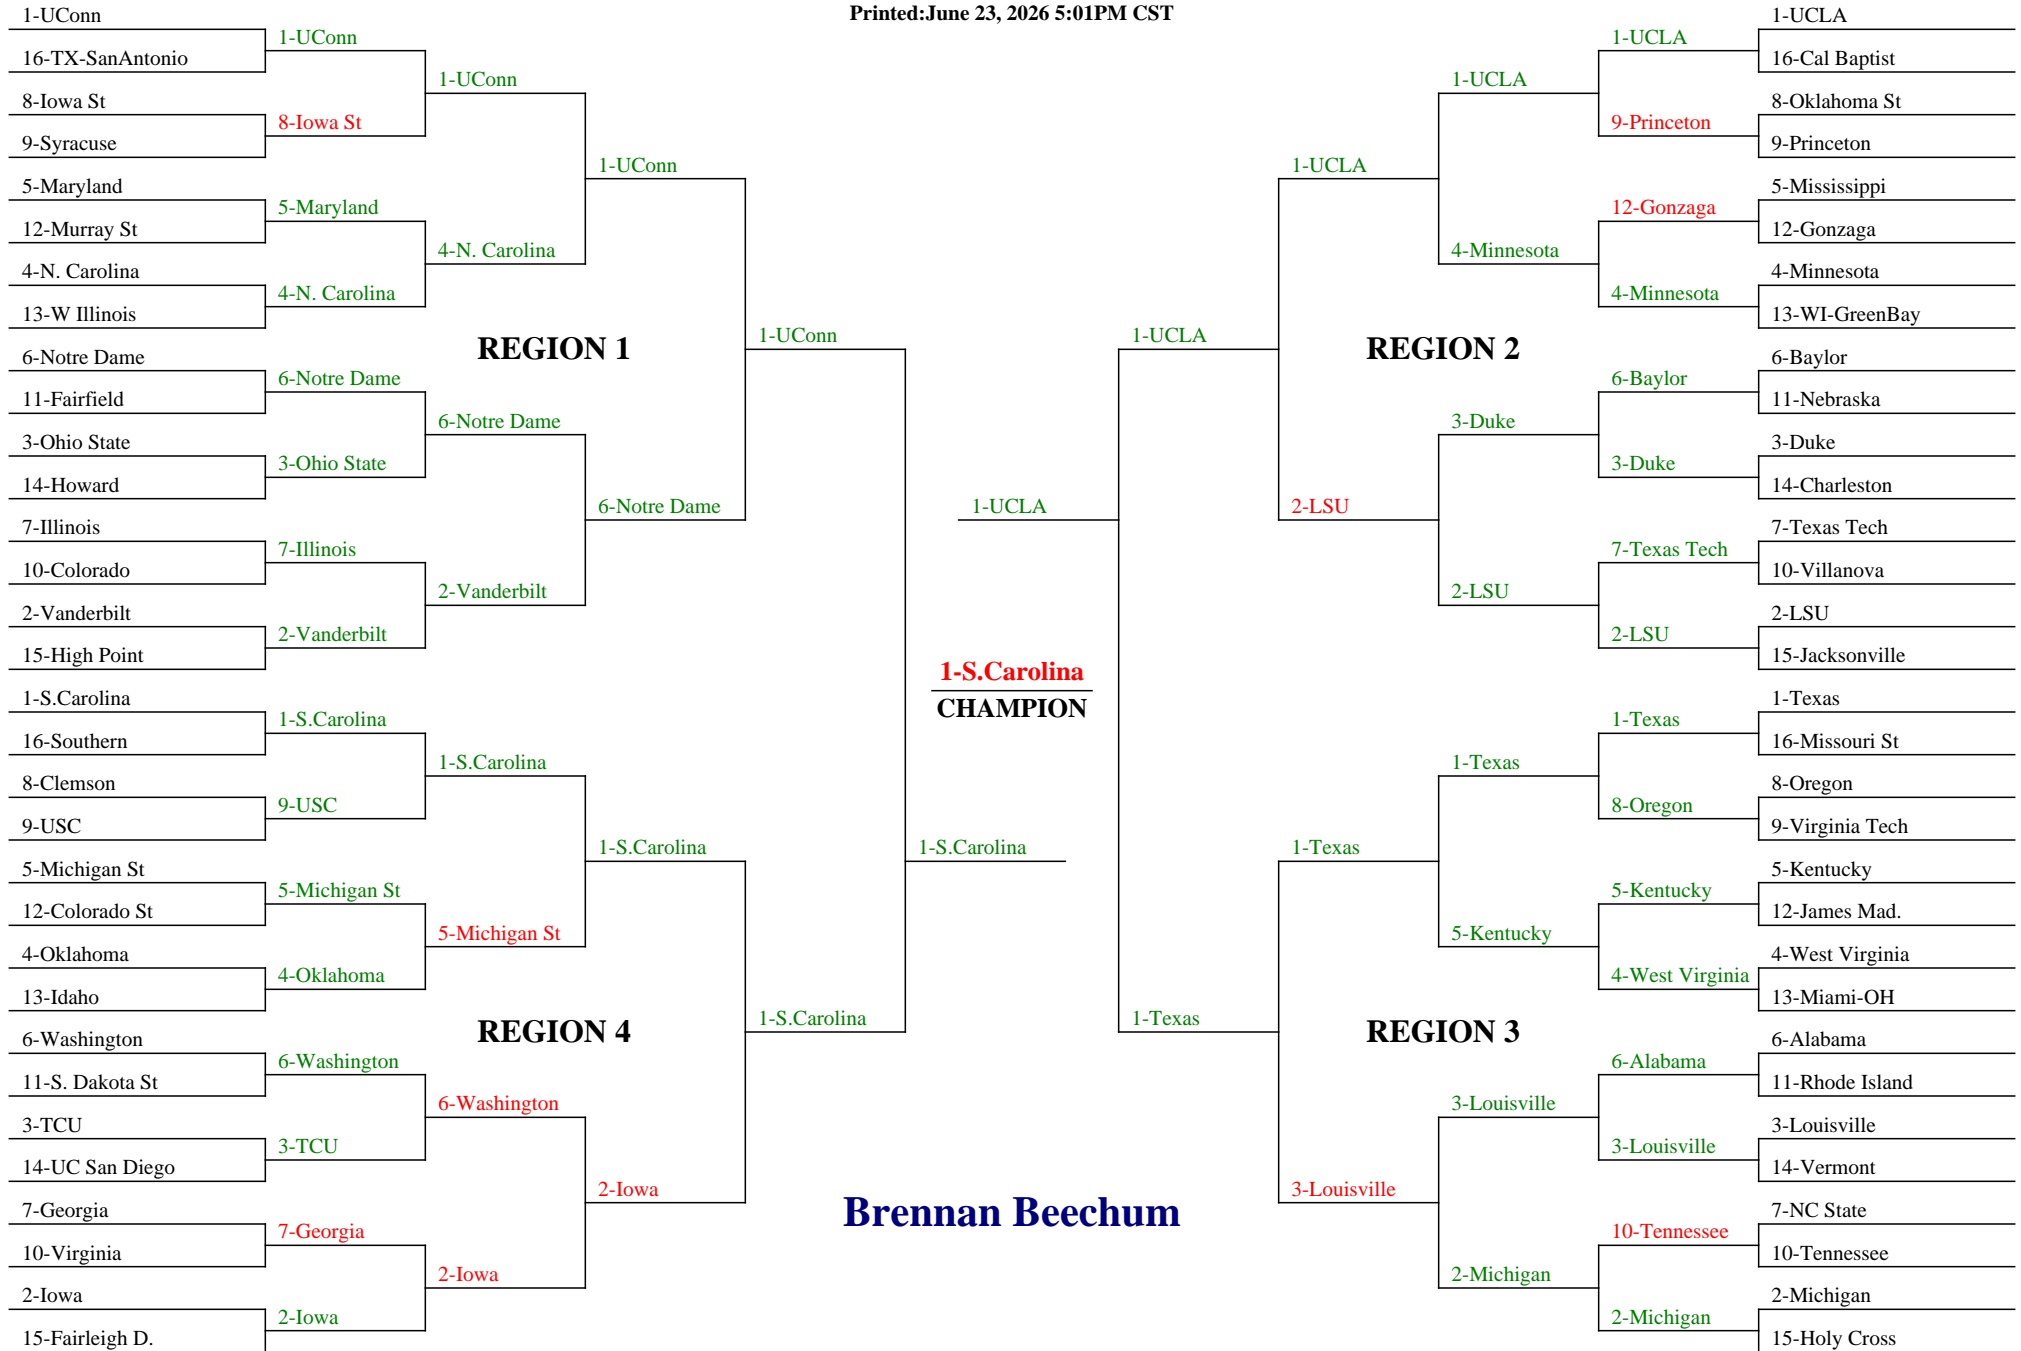 Printed:June 23, 2026 5:01PM CST
1-UConn
16-TX-SanAntonio
8-Iowa St
9-Syracuse
5-Maryland
12-Murray St
4-N. Carolina
13-W Illinois
6-Notre Dame
11-Fairfield
3-Ohio State
14-Howard
7-Illinois
10-Colorado
2-Vanderbilt
15-High Point
1-S.Carolina
16-Southern
8-Clemson
9-USC
5-Michigan St
12-Colorado St
4-Oklahoma
13-Idaho
6-Washington
11-S. Dakota St
3-TCU
14-UC San Diego
7-Georgia
10-Virginia
2-Iowa
15-Fairleigh D.
1-UConn
8-Iowa St
5-Maryland
4-N. Carolina
6-Notre Dame
3-Ohio State
7-Illinois
2-Vanderbilt
1-S.Carolina
9-USC
5-Michigan St
4-Oklahoma
6-Washington
3-TCU
7-Georgia
2-Iowa
1-UConn
4-N. Carolina
6-Notre Dame
2-Vanderbilt
1-S.Carolina
5-Michigan St
6-Washington
2-Iowa
REGION 1
REGION 4
1-UConn
6-Notre Dame
1-S.Carolina
2-Iowa
1-UConn
1-S.Carolina
1-S.Carolina
1-UCLA
1-S.Carolina
CHAMPION
Brennan Beechum
1-UCLA
1-Texas
1-UCLA
2-LSU
1-Texas
3-Louisville
REGION 2
REGION 3
1-UCLA
4-Minnesota
3-Duke
2-LSU
1-Texas
5-Kentucky
3-Louisville
2-Michigan
1-UCLA
9-Princeton
12-Gonzaga
4-Minnesota
6-Baylor
3-Duke
7-Texas Tech
2-LSU
1-Texas
8-Oregon
5-Kentucky
4-West Virginia
6-Alabama
3-Louisville
10-Tennessee
2-Michigan
1-UCLA
16-Cal Baptist
8-Oklahoma St
9-Princeton
5-Mississippi
12-Gonzaga
4-Minnesota
13-WI-GreenBay
6-Baylor
11-Nebraska
3-Duke
14-Charleston
7-Texas Tech
10-Villanova
2-LSU
15-Jacksonville
1-Texas
16-Missouri St
8-Oregon
9-Virginia Tech
5-Kentucky
12-James Mad.
4-West Virginia
13-Miami-OH
6-Alabama
11-Rhode Island
3-Louisville
14-Vermont
7-NC State
10-Tennessee
2-Michigan
15-Holy Cross